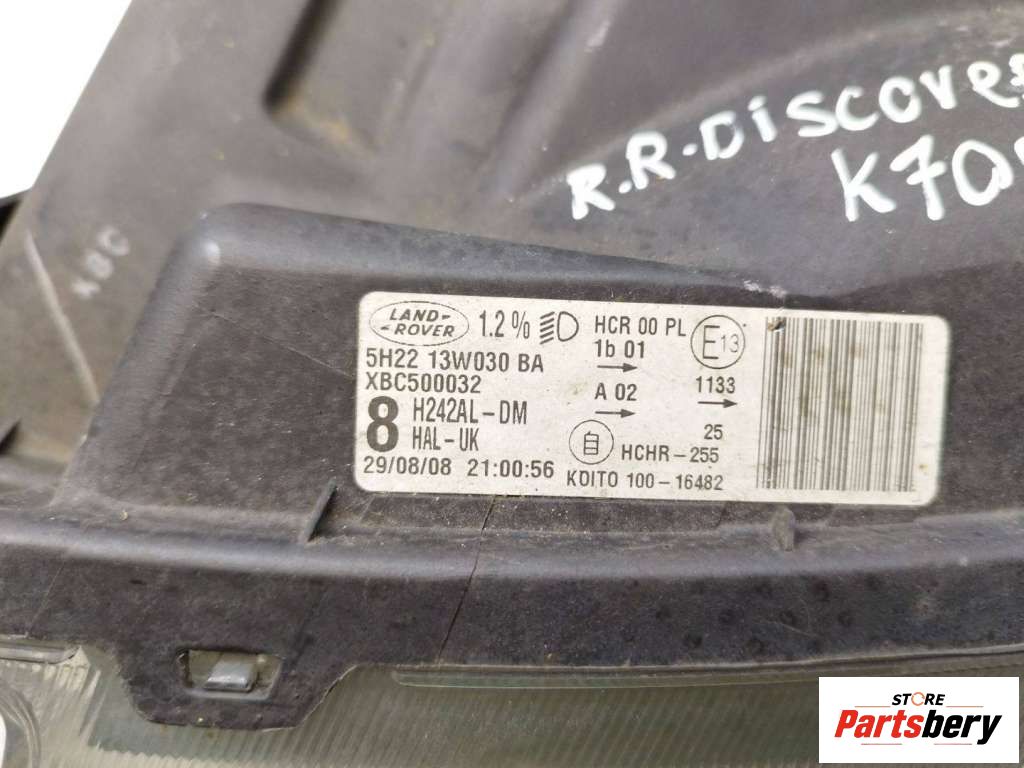 R.R-DiSCOVE
K70
XBC
LAND-
ROVER
1.2%
HCR 00 PL
1b 01
E13
5H22 13W030 BA
XBC500032
A 02
1133
8
H242AL-DM
HAL-UK
25
HCHR-255
29/08/08 21:00:56
KOITO 100-16482
STORE
Partsbery